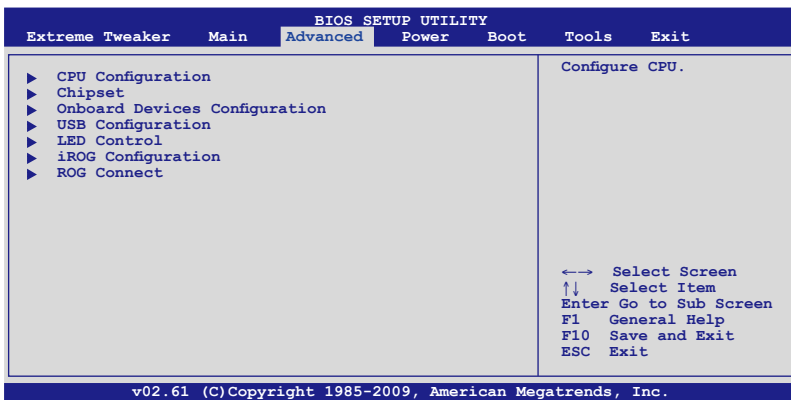 BIOS SETUP UTILITY
Extreme Tweaker Main Advanced Power Boot Tools Exit
▶ CPU Configuration
▶ Chipset
▶ Onboard Devices Configuration
▶ USB Configuration
▶ LED Control
▶ iROG Configuration
▶ ROG Connect
Configure CPU.
←→ Select Screen
↑↓ Select Item
Enter Go to Sub Screen
F1 General Help
F10 Save and Exit
ESC Exit
v02.61 (C)Copyright 1985-2009, American Megatrends, Inc.